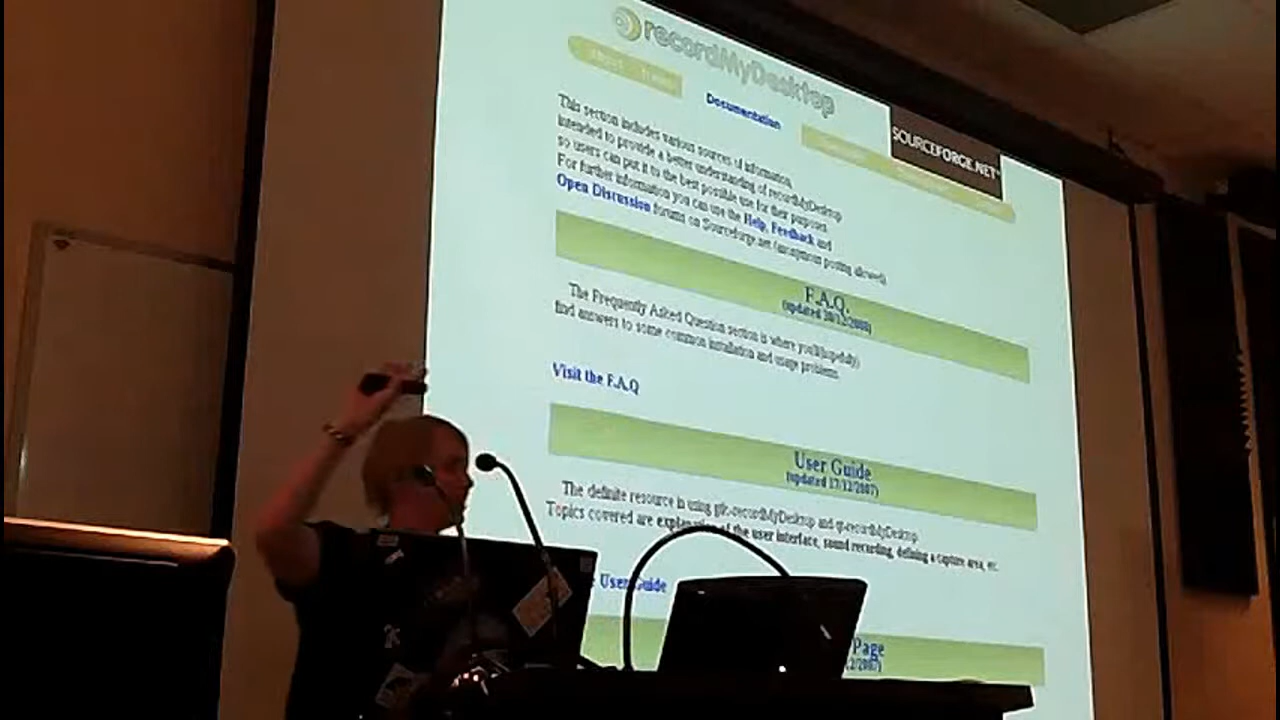 recordMyDesktop
About
Documentation
SOURCEFORGE.NET
This section includes various sources of information,
intended to provide a better understanding of recordMyDesktop
so users can put it to the best possible use for their purposes.
For further information you can use the Help, Feedback and
Open Discussion forums on Sourceforge.net (anonymous posting allowed).
F.A.Q.
The Frequently Asked Question section is where you'll(hopefully)
find answers to some common installation and usage problems.
Visit the F.A.Q
User Guide
(updated 17/12/2007)
The definite resource in using gtk-recordMyDesktop and qt-recordMyDesktop.
Topics covered are of the user interface, sound recording, defining a capture area, etc.
User Guide
Page